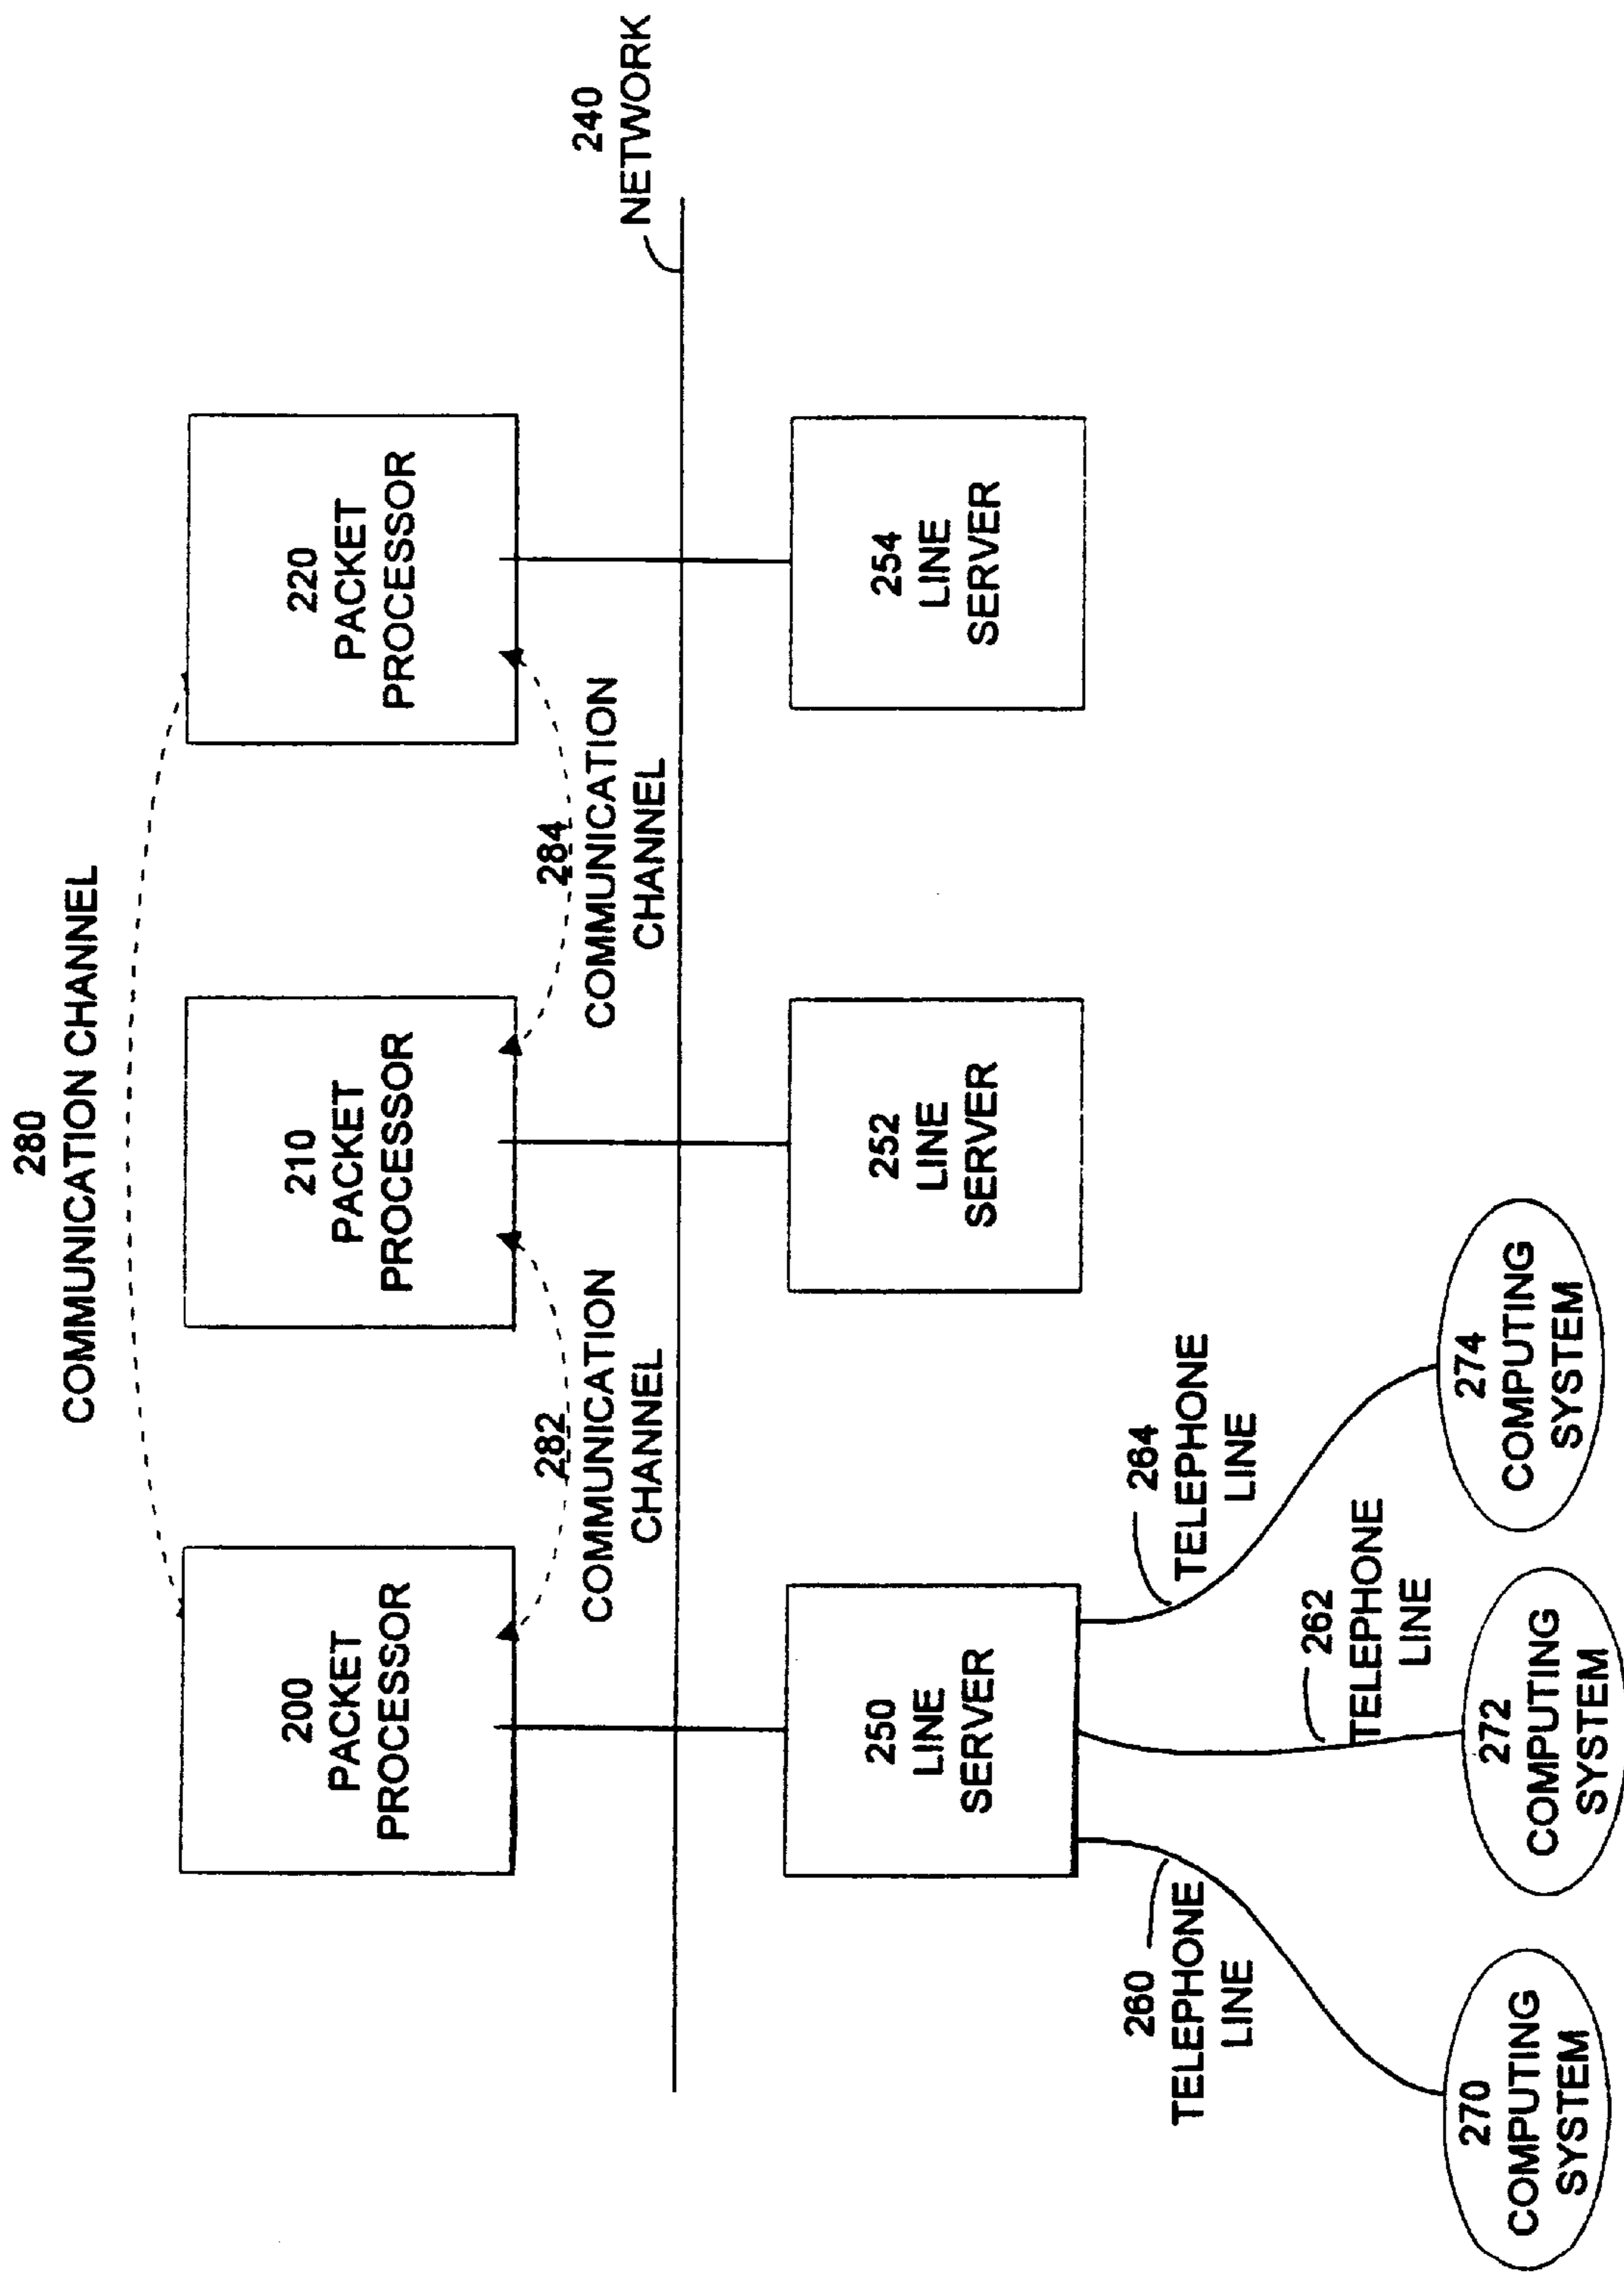 280
COMMUNICATION CHANNEL
200
PACKET
PROCESSOR
210
PACKET
PROCESSOR
220
PACKET
PROCESSOR
282
COMMUNICATION
CHANNEL
284
COMMUNICATION
CHANNEL
240
NETWORK
250
LINE
SERVER
252
LINE
SERVER
254
LINE
SERVER
260
TELEPHONE
LINE
262
TELEPHONE
LINE
264
TELEPHONE
LINE
270
COMPUTING
SYSTEM
272
COMPUTING
SYSTEM
274
COMPUTING
SYSTEM